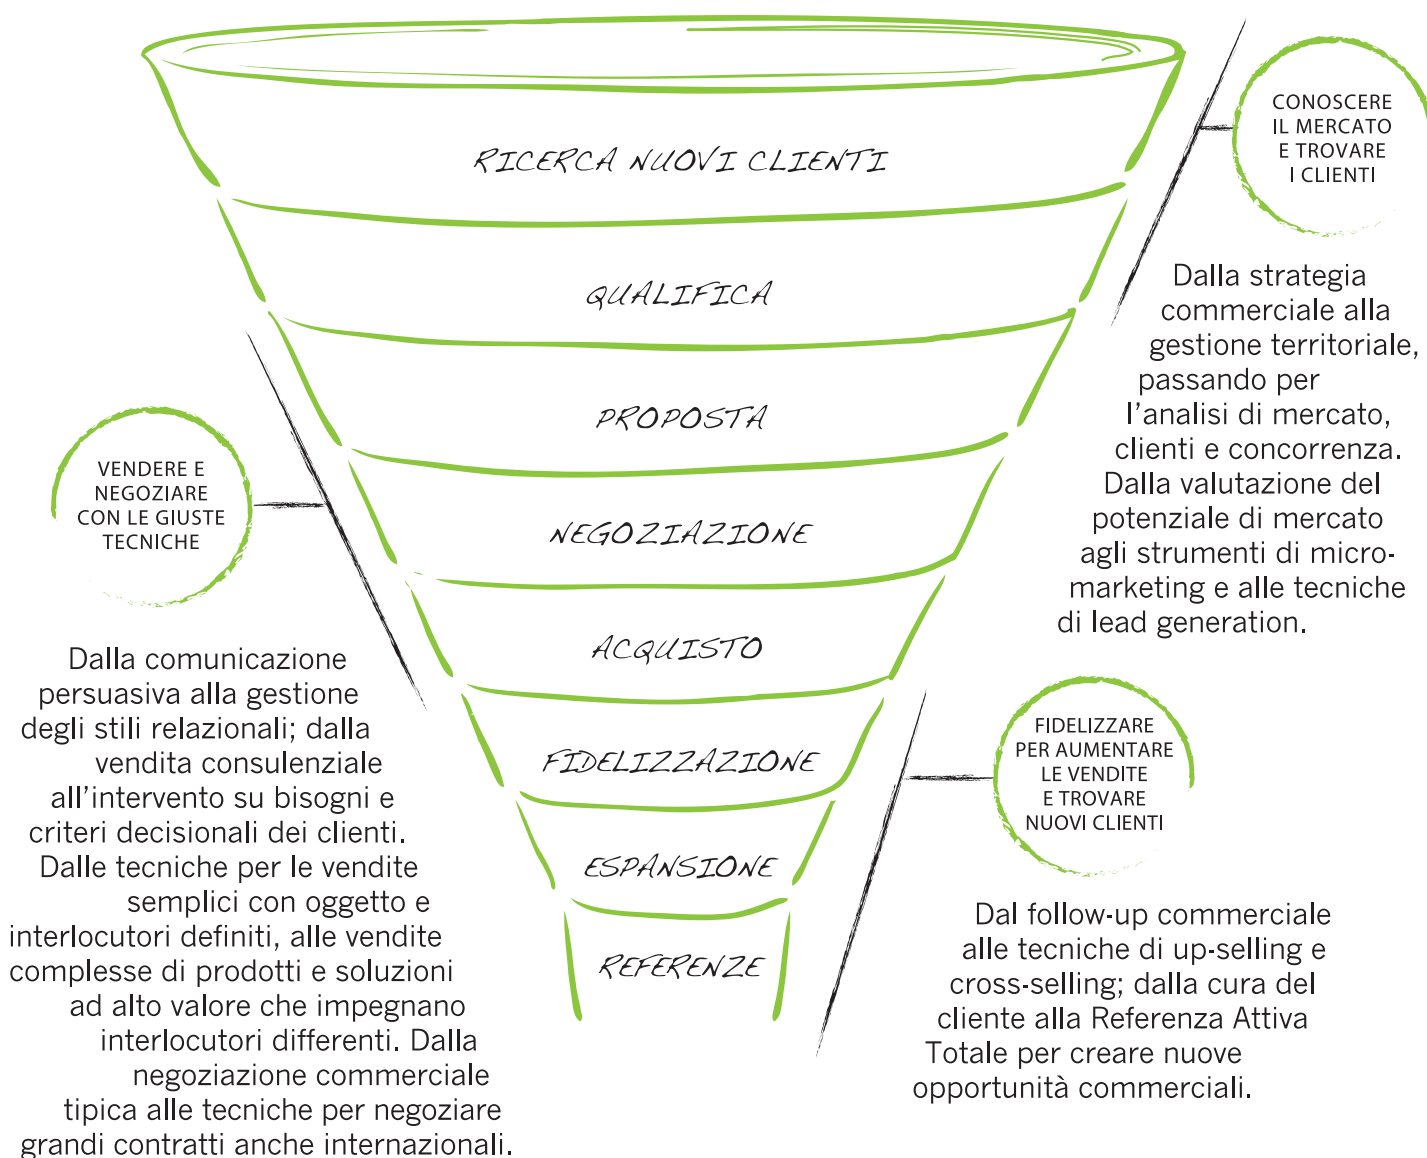 RICERCA NUOVI CLIENTI
QUALIFICA
PROPOSTA
NEGOZIAZIONE
ACQUISTO
FIDELIZZAZIONE
ESPANSIONE
REFERENZE
CONOSCERE
IL MERCATO
E TROVARE
I CLIENTI
Dalla strategia
commerciale alla
gestione territoriale,
passando per
l'analisi di mercato,
clienti e concorrenza.
Dalla valutazione del
potenziale di mercato
agli strumenti di micro-
marketing e alle tecniche
di lead generation.
VENDERE E
NEGOZIARE
CON LE GIUSTE
TECNICHE
Dalla comunicazione
persuasiva alla gestione
degli stili relazionali; dalla
vendita consulenziale
all'intervento su bisogni e
criteri decisionali dei clienti.
Dalle tecniche per le vendite
semplici con oggetto e
interlocutori definiti, alle vendite
complesse di prodotti e soluzioni
ad alto valore che impegnano
interlocutori differenti. Dalla
negoziazione commerciale
tipica alle tecniche per negoziare
grandi contratti anche internazionali.
FIDELIZZARE
PER AUMENTARE
LE VENDITE
E TROVARE
NUOVI CLIENTI
Dal follow-up commerciale
alle tecniche di up-selling e
cross-selling; dalla cura del
cliente alla Referenza Attiva
Totale per creare nuove
opportunità commerciali.